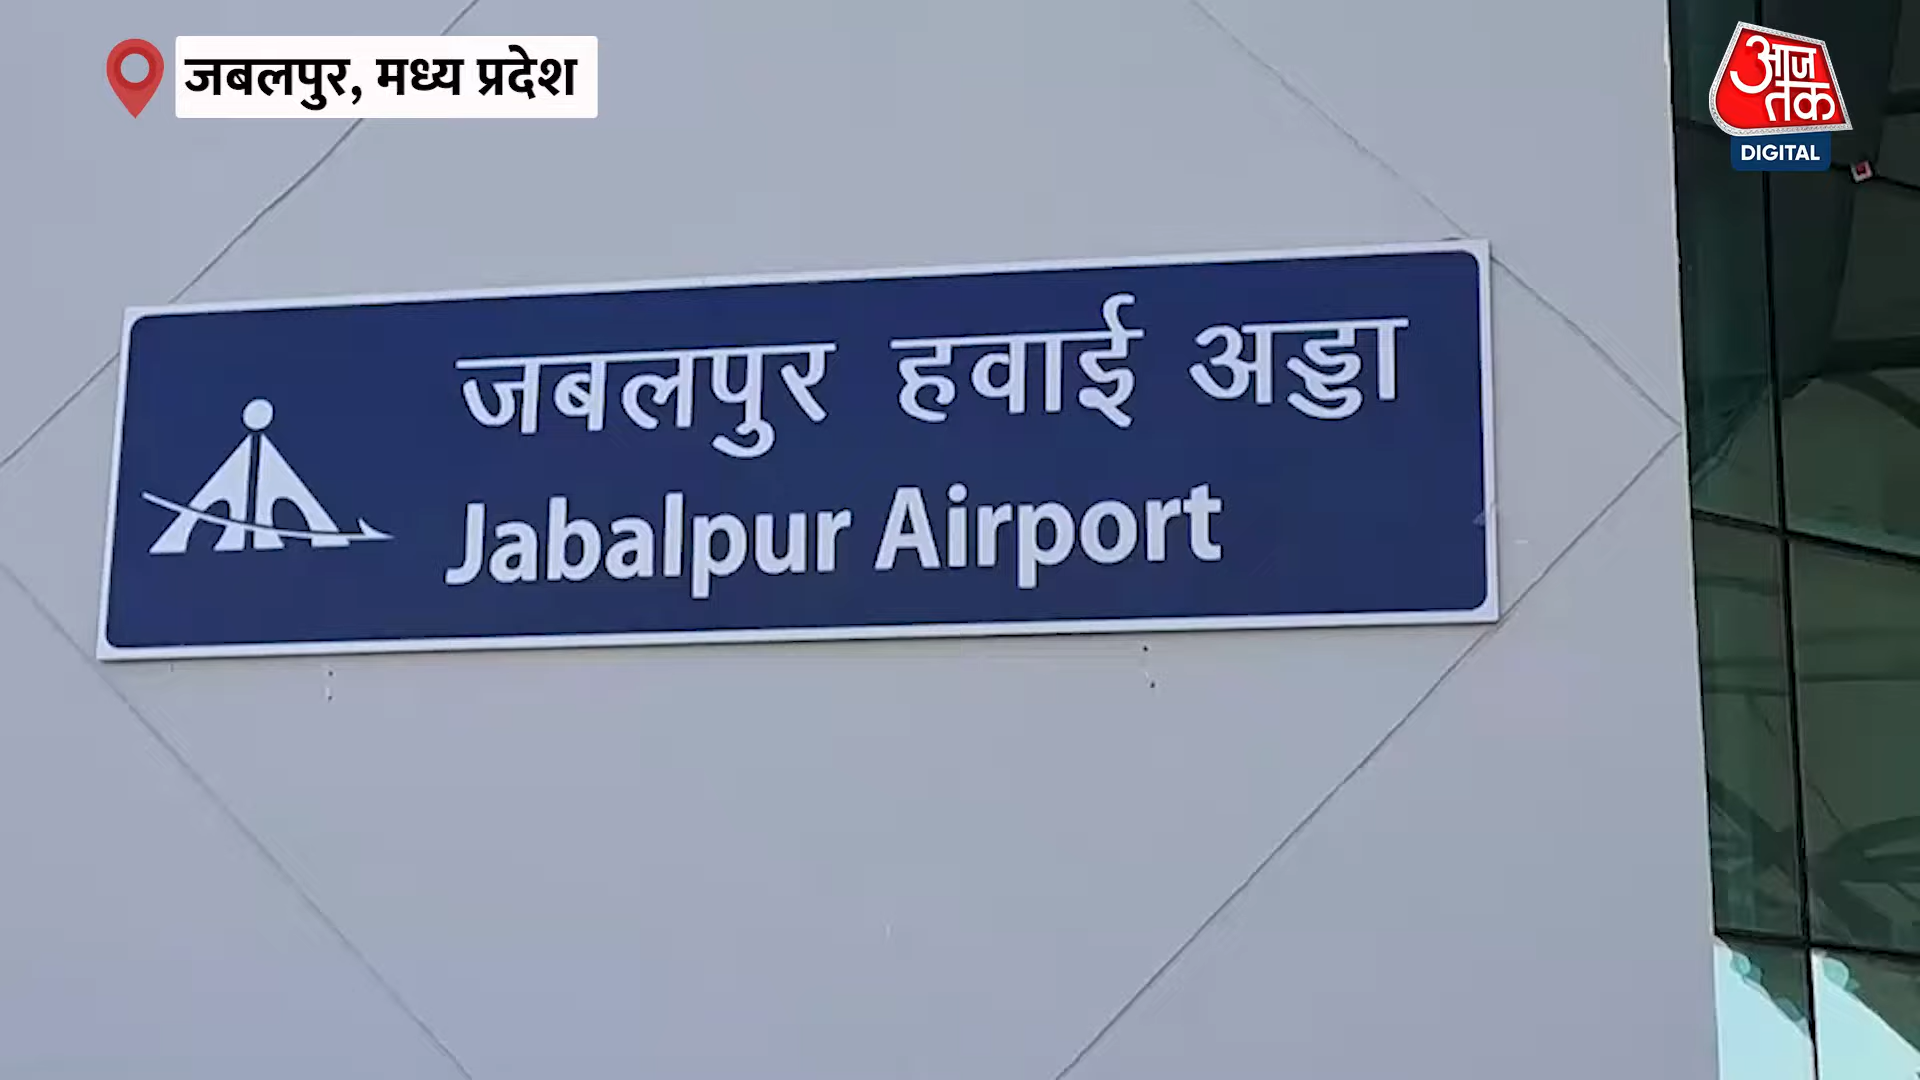 जबलपुर, मध्य प्रदेश
आज
तक
DIGITAL
जबलपुर हवाई अड्डा
Jabalpur Airport